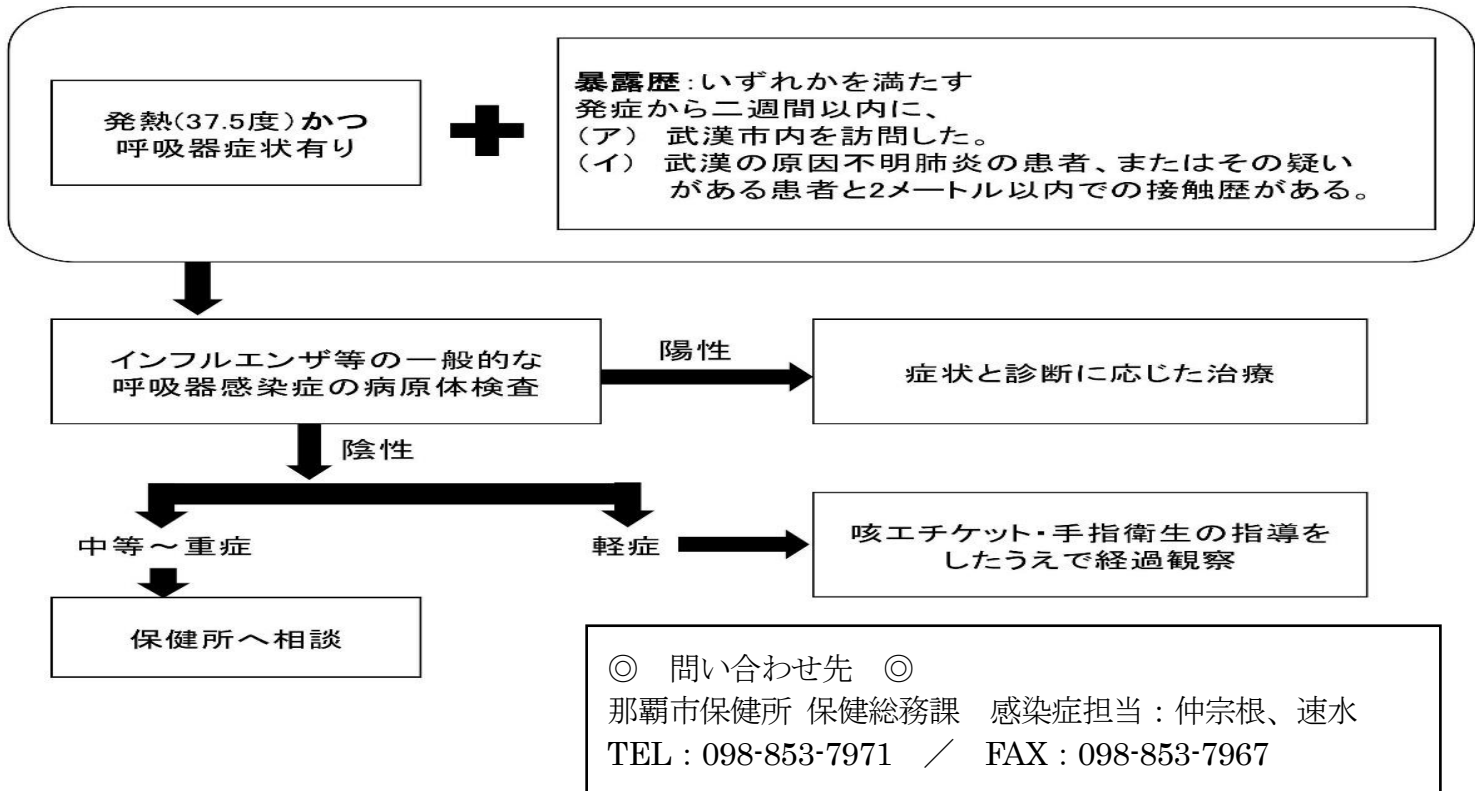 発熱(37.5度)かつ
呼吸器症状有り
暴露歴:いずれかを満たす
発症から二週間以内に、
(ア) 武漢市内を訪問した。
(イ) 武漢の原因不明肺炎の患者、またはその疑い
がある患者と2メートル以内での接触歴がある。
インフルエンザ等の一般的な
呼吸器感染症の病原体検査
陽性
症状と診断に応じた治療
陰性
中等~重症
軽症
咳エチケット・手指衛生の指導を
したうえで経過観察
保健所へ相談
◎ 問い合わせ先 ◎
那覇市保健所 保健総務課 感染症担当:仲宗根、速水
TEL:098-853-7971 / FAX:098-853-7967